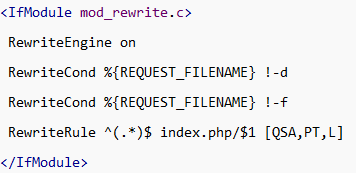 <IfModule mod_rewrite.c>
RewriteEngine on
RewriteCond %{REQUEST_FILENAME} !-d
RewriteCond %{REQUEST_FILENAME} !-f
RewriteRule ^(.*)$ index.php/$1 [QSA,PT,L]
</IfModule>